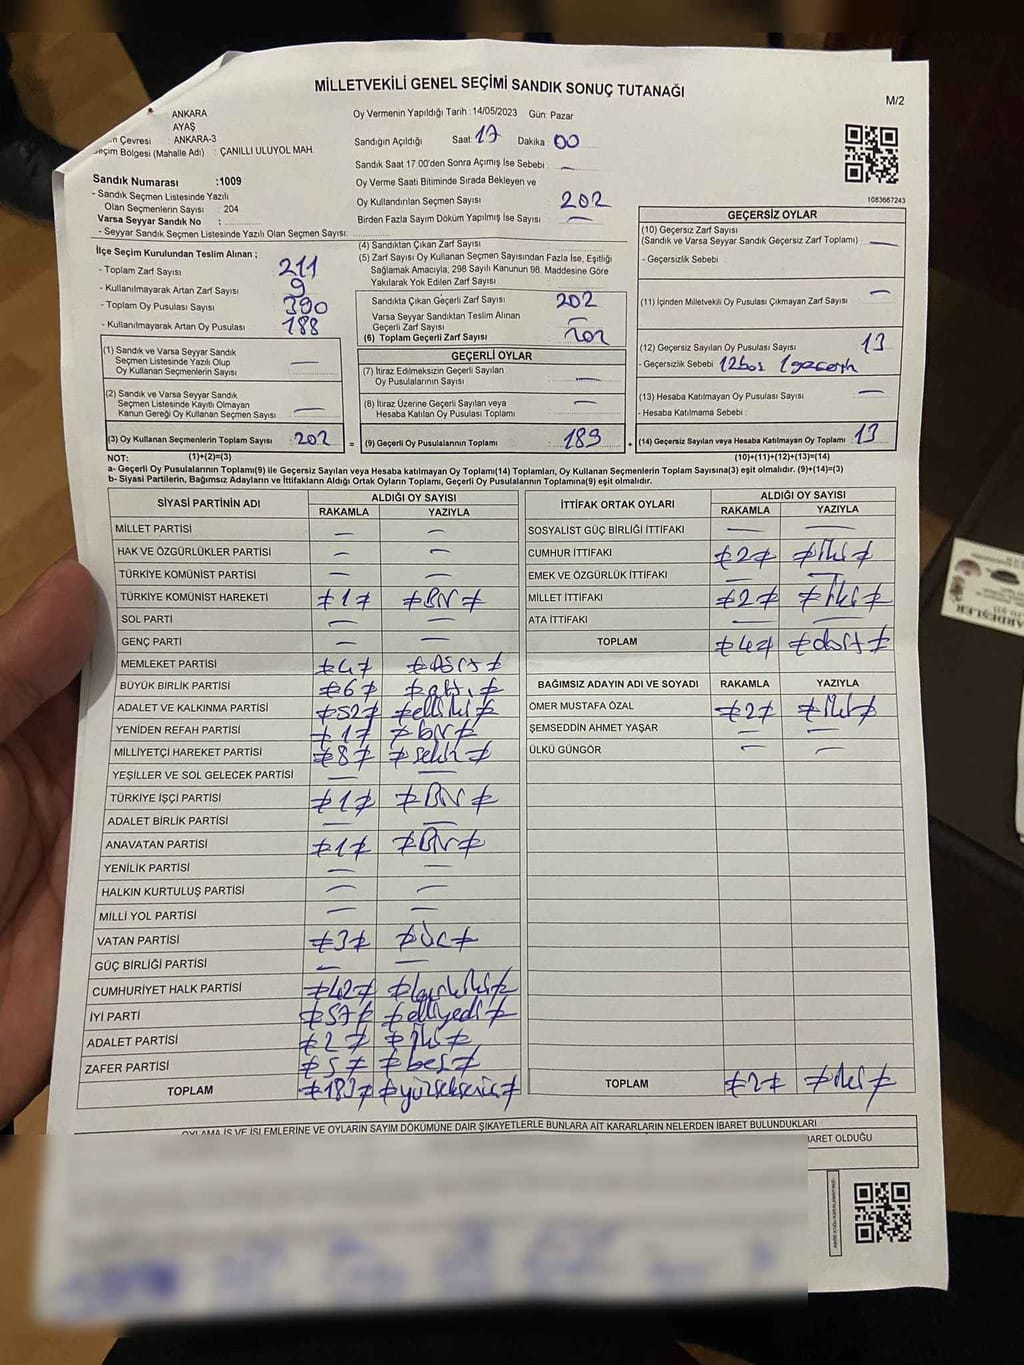 MİLLETVEKİLİ GENEL SEÇİMİ SANDIK SONUÇ TUTANAĞI
M/2
ANKARA
AYAŞ
Çevresi : ANKARA-3
Seçim Bölgesi (Mahalle Adı) : ÇANILLI ULUYOL MAH.
Sandık Numarası :1009
- Sandık Seçmen Listesinde Yazılı
Olan Seçmenlerin Sayısı : 204
Varsa Seyyar Sandık No :
- Seyyar Sandık Seçmen Listesinde Yazılı Olan Seçmen Sayısı:
Oy Vermenin Yapıldığı Tarih :14/05/2023 Gün: Pazar
Sandığın Açıldığı Saat: 17 Dakika: 00
Sandık Saat 17.00'den Sonra Açılmış İse Sebebi : —
Oy Verme Saati Bitiminde Sırada Bekleyen ve
Oy Kullandırılan Seçmen Sayısı 202
Birden Fazla Sayım Döküm Yapılmış İse Sayısı : —
1083667243
İlçe Seçim Kurulundan Teslim Alınan ;
- Toplam Zarf Sayısı : 211
- Kullanılmayarak Artan Zarf Sayısı : 9
- Toplam Oy Pusulası Sayısı : 390
- Kullanılmayarak Artan Oy Pusulası : 188
(1) Sandık ve Varsa Seyyar Sandık
Seçmen Listesinde Yazılı Olup
Oy Kullanan Seçmenlerin Sayısı : —
(2) Sandık ve Varsa Seyyar Sandık
Seçmen Listesinde Kayıtlı Olmayan
Kanun Gereği Oy Kullanan Seçmen Sayısı : —
(3) Oy Kullanan Seçmenlerin Toplam Sayısı : 202 =
(4) Sandıktan Çıkan Zarf Sayısı :
(5) Zarf Sayısı Oy Kullanan Seçmen Sayısından Fazla İse, Eşitliği
Sağlamak Amacıyla, 298 Sayılı Kanunun 98. Maddesine Göre
Yakılarak Yok Edilen Zarf Sayısı :
Sandıkta Çıkan Geçerli Zarf Sayısı : 202
Varsa Seyyar Sandıktan Teslim Alınan
Geçerli Zarf Sayısı : —
(6) Toplam Geçerli Zarf Sayısı : 202
GEÇERLİ OYLAR
(7) İtiraz Edilmeksizin Geçerli Sayılan
Oy Pusulalarının Sayısı : —
(8) İtiraz Üzerine Geçerli Sayılan veya
Hesaba Katılan Oy Pusulası Toplamı : —
(9) Geçerli Oy Pusulalarının Toplamı : 189 +
GEÇERSİZ OYLAR
(10) Geçersiz Zarf Sayısı
(Sandık ve Varsa Seyyar Sandık Geçersiz Zarf Toplamı) : —
- Geçersizlik Sebebi :
(11) İçinden Milletvekili Oy Pusulası Çıkmayan Zarf Sayısı : —
(12) Geçersiz Sayılan Oy Pusulası Sayısı : 13
- Geçersizlik Sebebi : 12 boş 1
(13) Hesaba Katılmayan Oy Pusulası Sayısı : —
- Hesaba Katılmama Sebebi :
(14) Geçersiz Sayılan veya Hesaba Katılmayan Oy Toplamı : 13
NOT: (1)+(2)=(3) (10)+(11)+(12)+(13)=(14)
a- Geçerli Oy Pusulalarının Toplamı(9) ile Geçersiz Sayılan veya Hesaba katılmayan Oy Toplamı(14) Toplamları, Oy Kullanan Seçmenlerin Toplam Sayısına(3) eşit olmalıdır. (9)+(14)=(3)
b- Siyasi Partilerin, Bağımsız Adayların ve İttifakların Aldığı Ortak Oyların Toplamı, Geçerli Oy Pusulalarının Toplamına(9) eşit olmalıdır.
SİYASİ PARTİNİN ADI ALDIĞI OY SAYISI
RAKAMLA YAZIYLA
MİLLET PARTİSİ — —
HAK VE ÖZGÜRLÜKLER PARTİSİ — —
TÜRKİYE KOMÜNİST PARTİSİ — —
TÜRKİYE KOMÜNİST HAREKETİ ≠1≠ ≠Bir≠
SOL PARTİ — —
GENÇ PARTİ — —
MEMLEKET PARTİSİ ≠4≠ ≠dört≠
BÜYÜK BİRLİK PARTİSİ ≠6≠ ≠altı≠
ADALET VE KALKINMA PARTİSİ ≠52≠ ≠elliiki≠
YENİDEN REFAH PARTİSİ ≠1≠ ≠bir≠
MİLLİYETÇİ HAREKET PARTİSİ ≠8≠ ≠sekiz≠
YEŞİLLER VE SOL GELECEK PARTİSİ — —
TÜRKİYE İŞÇİ PARTİSİ ≠1≠ ≠Bir≠
ADALET BİRLİK PARTİSİ — —
ANAVATAN PARTİSİ ≠1≠ ≠Bir≠
YENİLİK PARTİSİ — —
HALKIN KURTULUŞ PARTİSİ — —
MİLLİ YOL PARTİSİ — —
VATAN PARTİSİ ≠3≠ ≠üç≠
GÜÇ BİRLİĞİ PARTİSİ — —
CUMHURİYET HALK PARTİSİ ≠42≠ ≠kırkiki≠
İYİ PARTİ ≠57≠ ≠elliyedi≠
ADALET PARTİSİ ≠2≠ ≠İki≠
ZAFER PARTİSİ ≠5≠ ≠beş≠
TOPLAM ≠183≠ ≠yüzseksenüç≠
İTTİFAK ORTAK OYLARI ALDIĞI OY SAYISI
RAKAMLA YAZIYLA
SOSYALİST GÜÇ BİRLİĞİ İTTİFAKI — —
CUMHUR İTTİFAKI ≠2≠ ≠İki≠
EMEK VE ÖZGÜRLÜK İTTİFAKI — —
MİLLET İTTİFAKI ≠2≠ ≠İki≠
ATA İTTİFAKI — —
TOPLAM ≠4≠ ≠dört≠
BAĞIMSIZ ADAYIN ADI VE SOYADI RAKAMLA YAZIYLA
ÖMER MUSTAFA ÖZAL ≠2≠ ≠İki≠
ŞEMSEDDİN AHMET YAŞAR — —
ÜLKÜ GÜNGÖR — —
TOPLAM ≠2≠ ≠İki≠
OYLAMA İŞ VE İŞLEMLERİNE VE OYLARIN SAYIM DÖKÜMÜNE DAİR ŞİKAYETLERLE BUNLARA AİT KARARLARIN NELERDEN İBARET BULUNDUKLARI
BARET OLDUĞU
ARDEŞLER